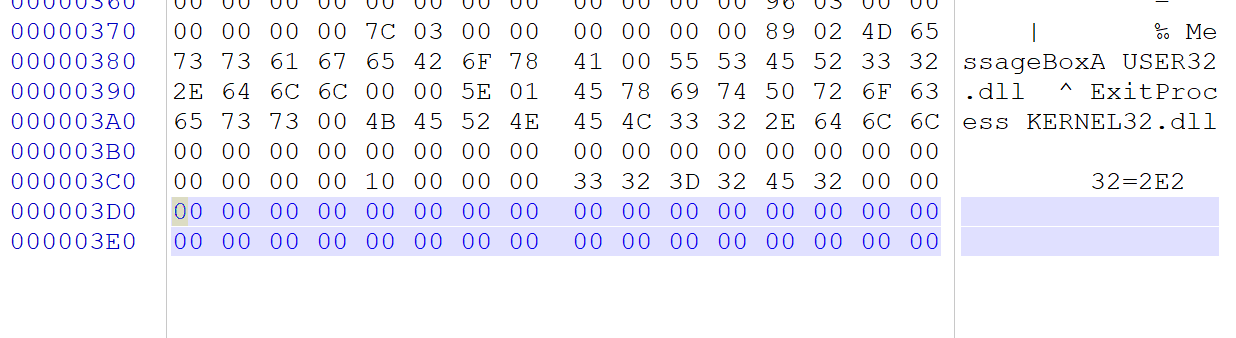 00000360 00 00 00 00 00 00 00 00 00 00 00 00 96 03 00 00 –
00000370 00 00 00 00 7C 03 00 00 00 00 00 00 89 02 4D 65 | ‰ Me
00000380 73 73 61 67 65 42 6F 78 41 00 55 53 45 52 33 32 ssageBoxA USER32
00000390 2E 64 6C 6C 00 00 5E 01 45 78 69 74 50 72 6F 63 .dll ^ ExitProc
000003A0 65 73 73 00 4B 45 52 4E 45 4C 33 32 2E 64 6C 6C ess KERNEL32.dll
000003B0 00 00 00 00 00 00 00 00 00 00 00 00 00 00 00 00
000003C0 00 00 00 00 10 00 00 00 33 32 3D 32 45 32 00 00 32=2E2
000003D0 00 00 00 00 00 00 00 00 00 00 00 00 00 00 00 00
000003E0 00 00 00 00 00 00 00 00 00 00 00 00 00 00 00 00